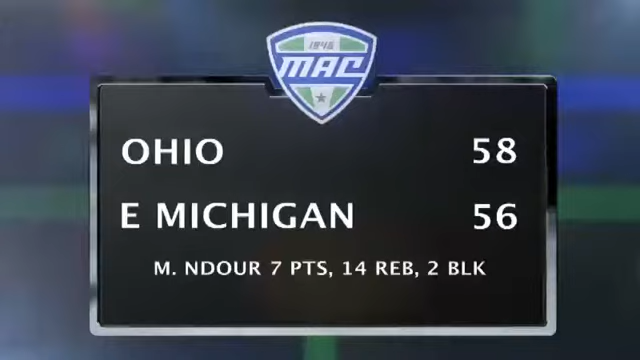 1946
MAC
OHIO 58
E MICHIGAN 56
M. NDOUR 7 PTS, 14 REB, 2 BLK